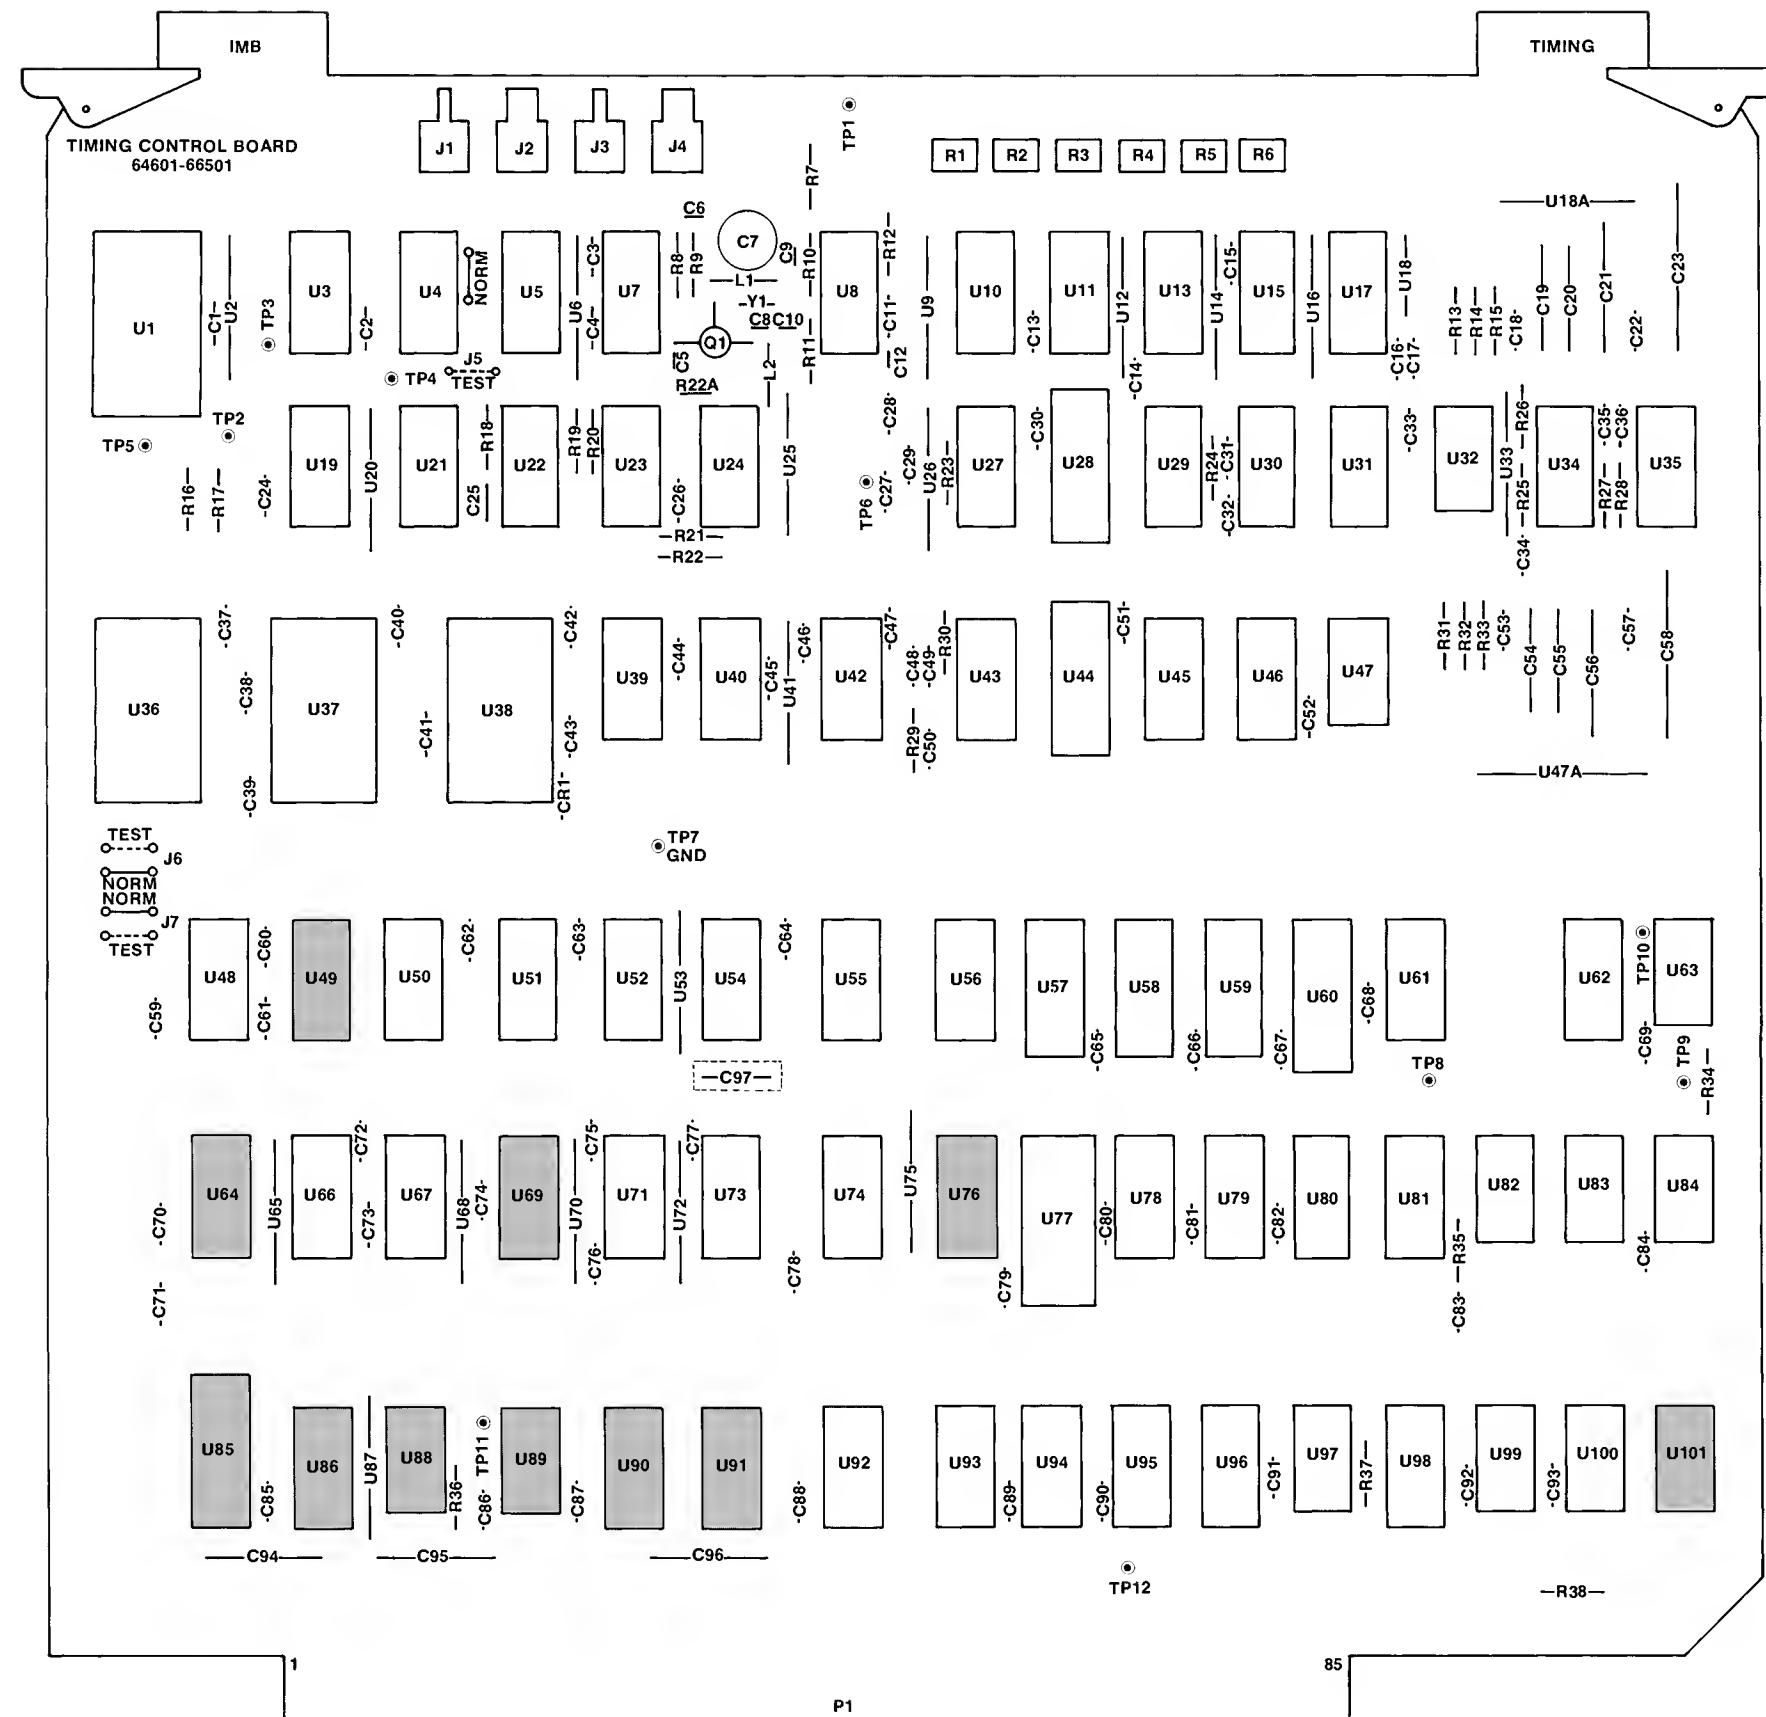 IMB
TIMING
TIMING CONTROL BOARD
64601-66501
J1
J2
J3
J4
TP1
R1
R2
R3
R4
R5
R6
R7
U18A
C6
C7
C9
R8
R9
R10
R12
L1
Y1
C8
C10
Q1
C5
L2
R11
C11
C12
R22A
U1
C1
U2
TP3
U3
C2
U4
NORM
J5
TEST
TP4
U5
U6
C3
C4
U7
U8
U9
U10
C13
U11
U12
C14
U13
U14
C15
U15
U16
U17
C16
C17
U18
R13
R14
R15
C18
C19
C20
C21
C22
C23
TP5
TP2
R16
R17
C24
U19
U20
U21
R18
C25
U22
R19
R20
U23
C26
U24
R21
R22
U25
TP6
C27
C28
C29
U26
R23
U27
C30
U28
U29
R24
C31
C32
U30
U31
C33
U32
U33
R26
R25
C34
U34
C35
C36
R27
R28
U35
U36
C37
C38
C39
U37
C40
C41
U38
C42
C43
CR1
U39
C44
U40
C45
U41
C46
U42
C47
C48
C49
R30
R29
C50
U43
U44
C51
U45
U46
C52
U47
R31
R32
R33
C53
C54
C55
C56
C57
C58
U47A
TEST
J6
NORM
NORM
J7
TEST
TP7
GND
C59
U48
C60
C61
U49
U50
C62
U51
C63
U52
U53
U54
C64
C97
U55
U56
U57
C65
U58
C66
U59
C67
U60
C68
U61
TP8
U62
TP10
C69
U63
TP9
R34
C70
C71
U64
U65
U66
C72
C73
U67
U68
C74
U69
U70
C75
C76
U71
U72
C77
U73
C78
U74
U75
U76
C79
U77
C80
U78
C81
U79
C82
U80
U81
R35
C83
U82
U83
C84
U84
U85
C85
U86
U87
U88
R36
TP11
C86
U89
C87
U90
U91
C88
U92
U93
C89
U94
C90
U95
U96
C91
U97
R37
U98
C92
U99
C93
U100
U101
C94
C95
C96
TP12
R38
1
85
P1